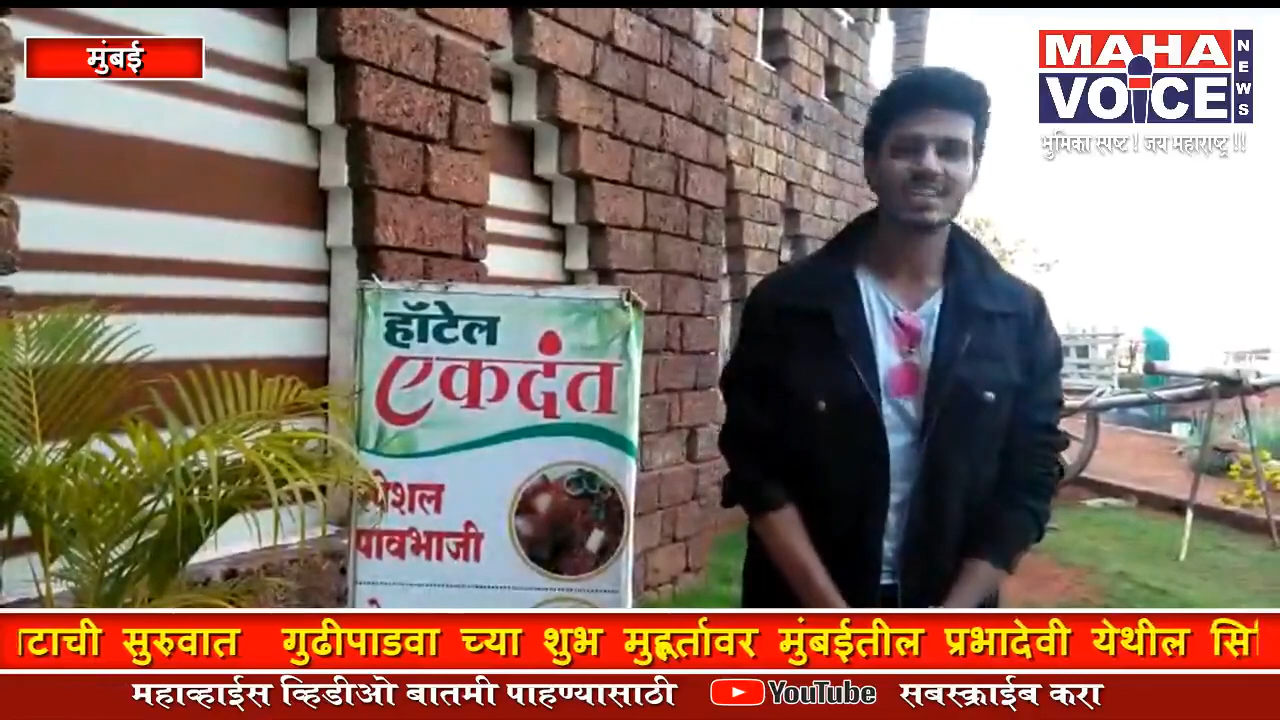 मुंबई
MAHA
VOICE
NEWS
भुमिका स्पष्ट ! जय महाराष्ट्र !!
हॉटेल
एकदंत
स्पेशल
पावभाजी
टाची सुरुवात गुढीपाडवा च्या शुभ मुहूर्तावर मुंबईतील प्रभादेवी येथील सि
महाव्हाईस व्हिडीओ बातमी पाहण्यासाठी YouTube सबस्क्राईब करा